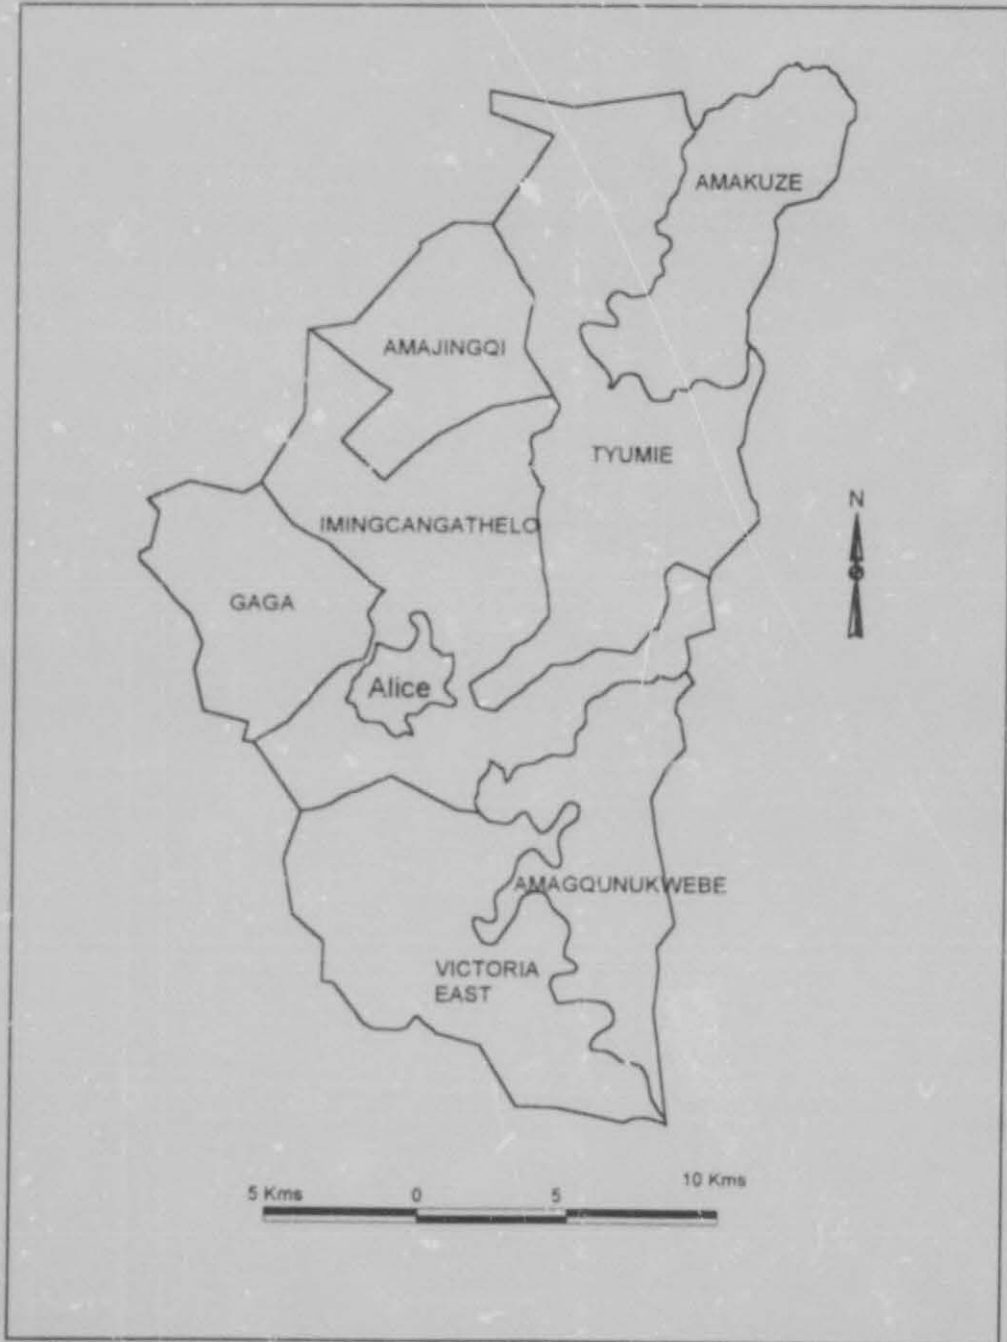 AMAKUZE
AMAJINGQI
TYUMIE
N
IMINGCANGATHELO
GAGA
Alice
AMAGQUNUKWEBE
VICTORIA
EAST
5 Kms 0 5 10 Kms